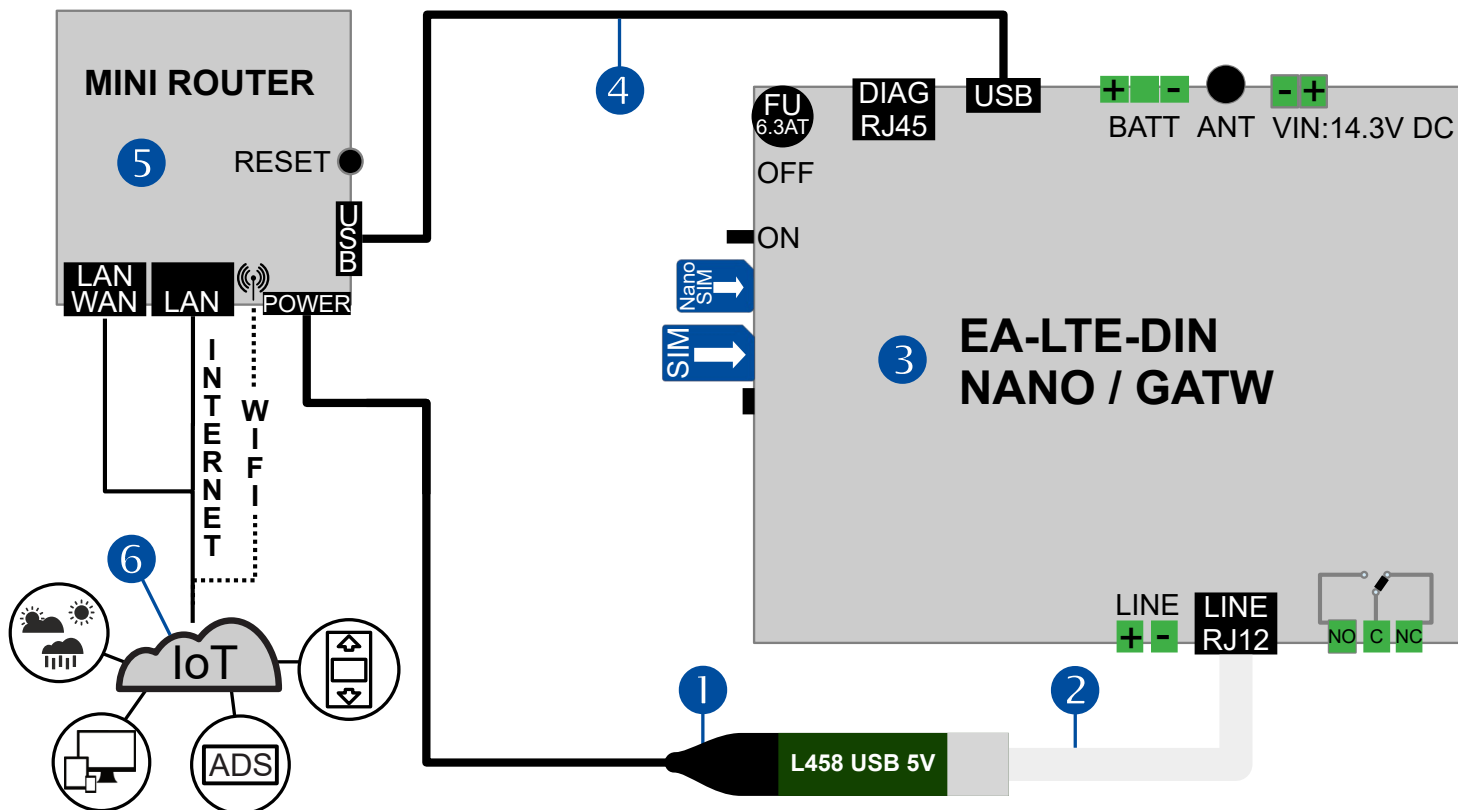 MINI ROUTER
5
RESET
USB
LAN
WAN
LAN
POWER
INTERNET
WIFI
4
FU
6.3AT
OFF
ON
DIAG
RJ45
USB
+ -
BATT
ANT
- +
VIN:14.3V DC
Nano
SIM
SIM
3
EA-LTE-DIN
NANO / GATW
LINE
+ -
LINE
RJ12
NO C NC
6
IoT
ADS
1
L458 USB 5V
2